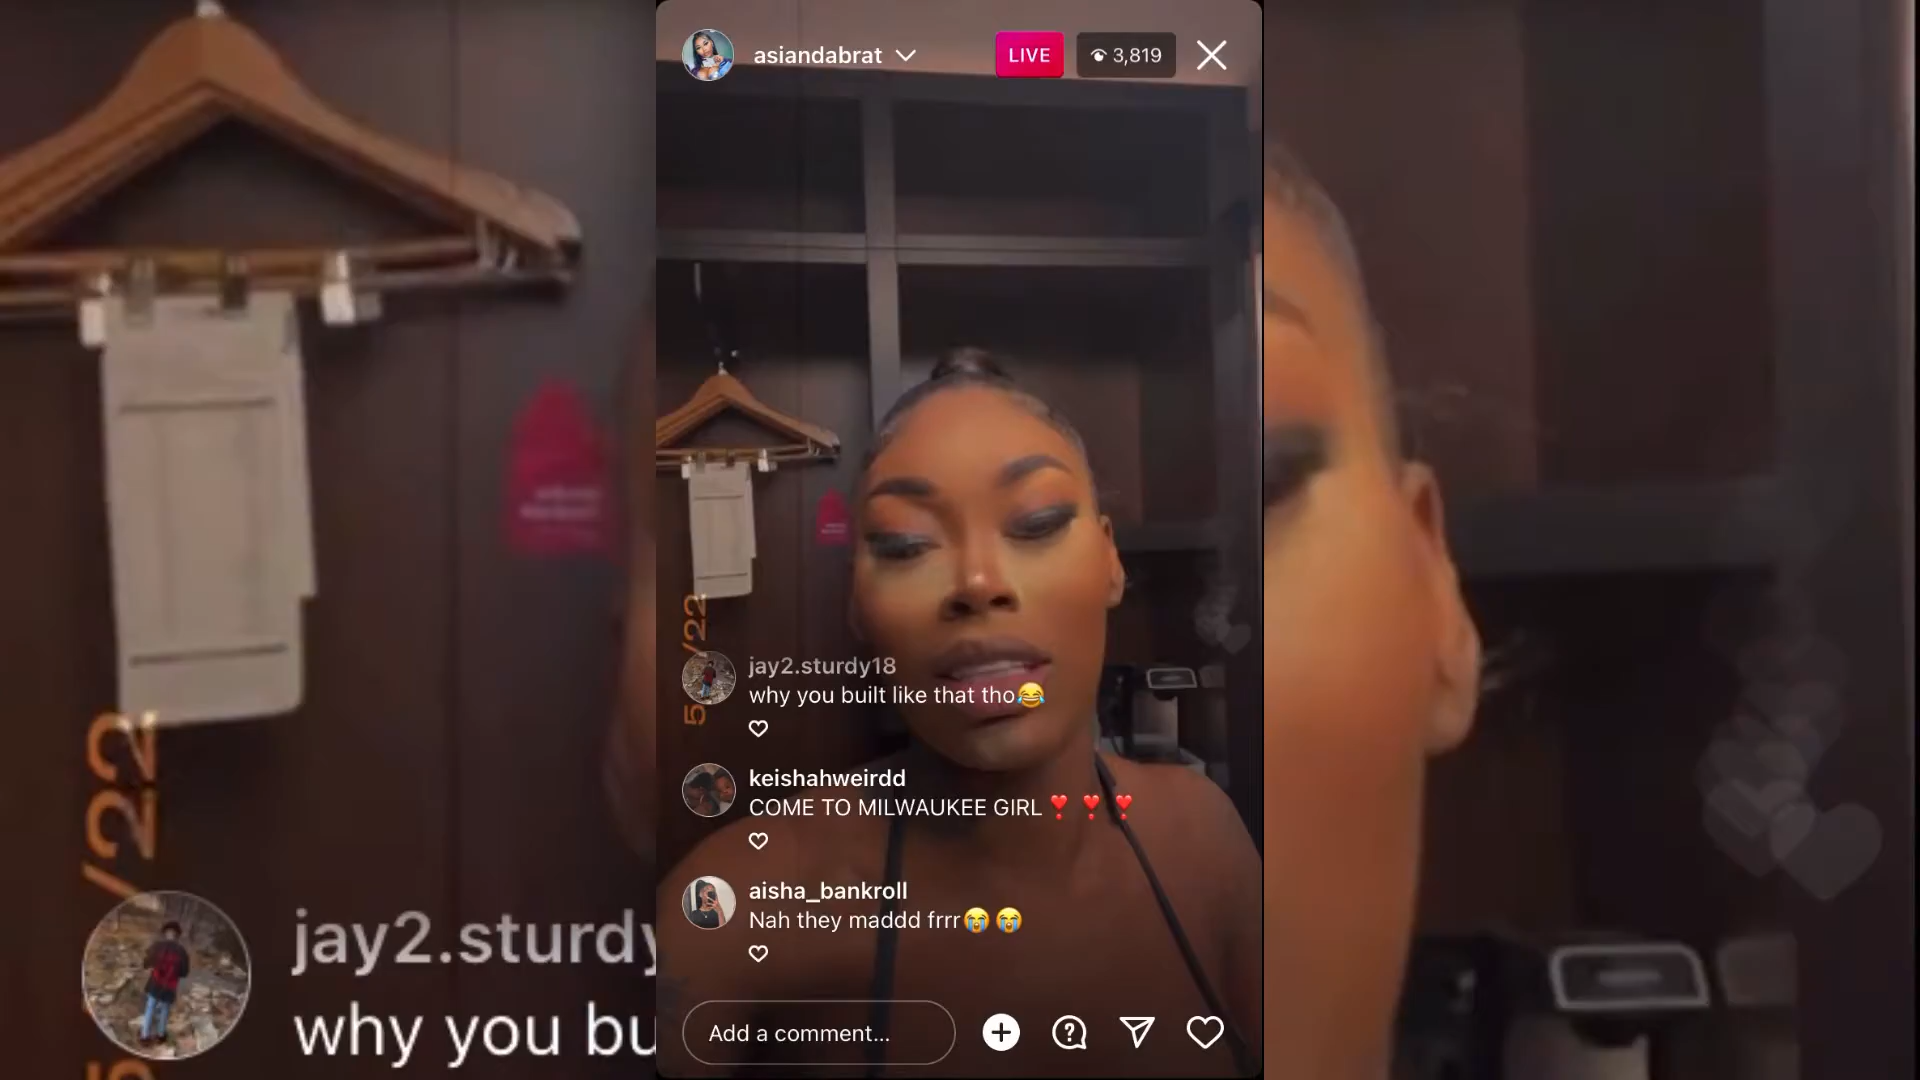 asiandabrat
LIVE
3,819
5 /22
jay2.sturdy18
why you built like that tho😂
keishahweirdd
COME TO MILWAUKEE GIRL❣️❣️❣️
aisha_bankroll
Nah they maddd frrr😭😭
Add a comment...
/22
5
jay2.sturdy
why you bu